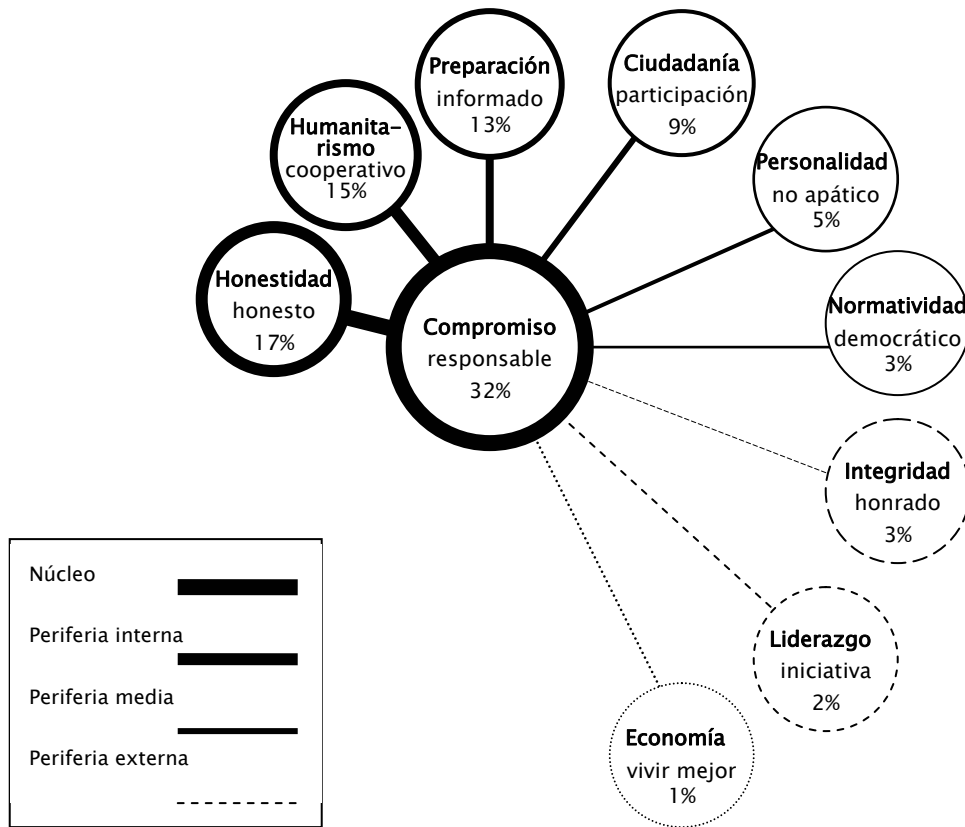 Preparación
informado
13%
Ciudadanía
participación
9%
Humanita-
rismo
cooperativo
15%
Personalidad
no apático
5%
Honestidad
honesto
17%
Compromiso
responsable
32%
Normatividad
democrático
3%
Integridad
honrado
3%
Liderazgo
iniciativa
2%
Economía
vivir mejor
1%
Núcleo
Periferia interna
Periferia media
Periferia externa